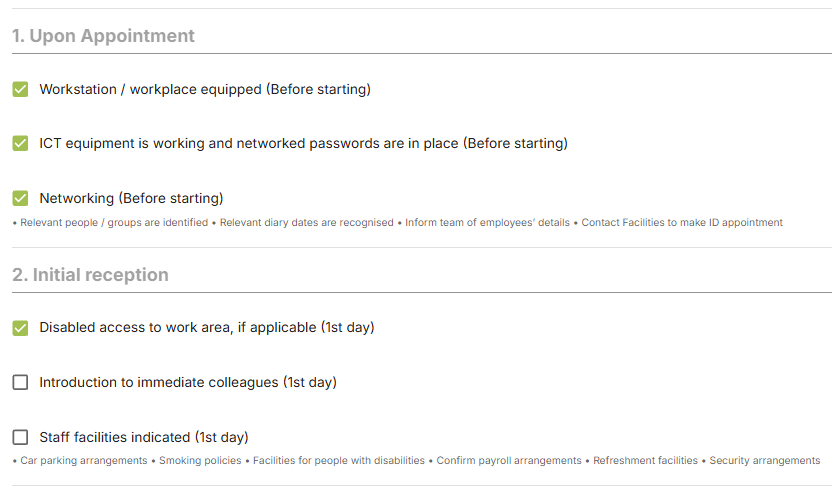 1. Upon Appointment
Workstation / workplace equipped (Before starting)
ICT equipment is working and networked passwords are in place (Before starting)
Networking (Before starting)
• Relevant people / groups are identified • Relevant diary dates are recognised • Inform team of employees' details • Contact Facilities to make ID appointment
2. Initial reception
Disabled access to work area, if applicable (1st day)
Introduction to immediate colleagues (1st day)
Staff facilities indicated (1st day)
• Car parking arrangements • Smoking policies • Facilities for people with disabilities • Confirm payroll arrangements • Refreshment facilities • Security arrangements